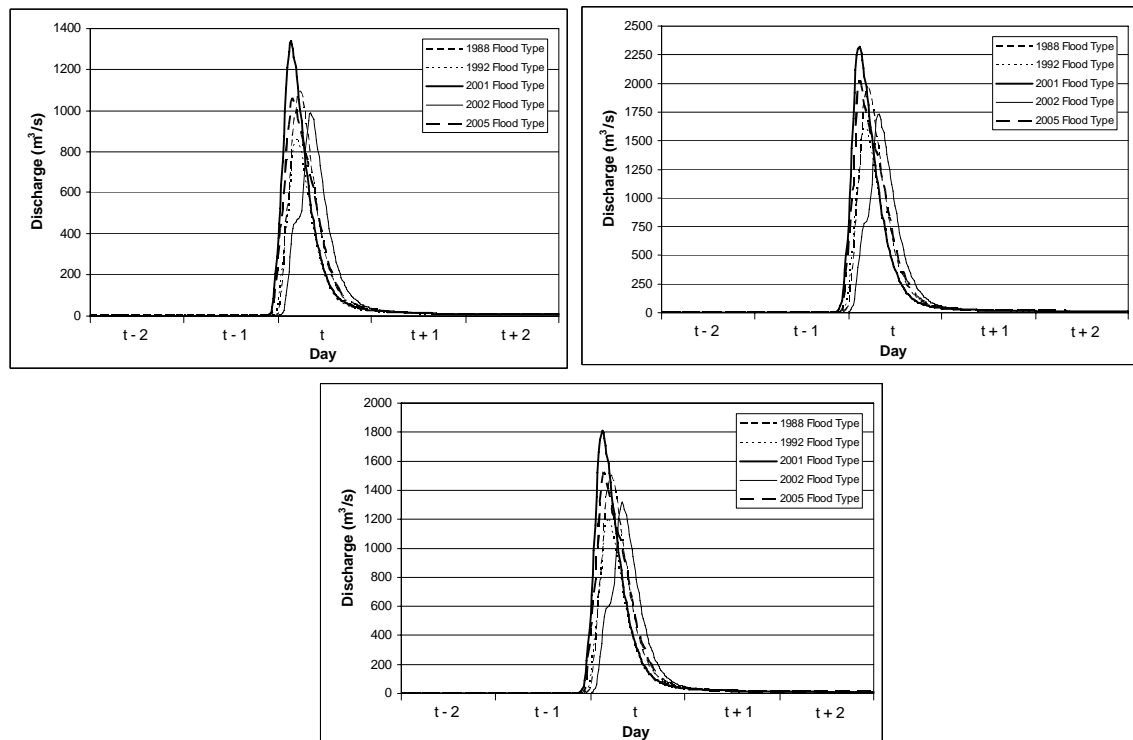 1400
1200
1000
800
600
400
200
0
Discharge (m³/s)
t - 2
t - 1
t
t + 1
t + 2
Day
1988 Flood Type
1992 Flood Type
2001 Flood Type
2002 Flood Type
2005 Flood Type
2500
2250
2000
1750
1500
1250
1000
750
500
250
0
Discharge (m³/s)
t - 2
t - 1
t
t + 1
t + 2
Day
1988 Flood Type
1992 Flood Type
2001 Flood Type
2002 Flood Type
2005 Flood Type
2000
1800
1600
1400
1200
1000
800
600
400
200
0
Discharge (m³/s)
t - 2
t - 1
t
t + 1
t + 2
Day
1988 Flood Type
1992 Flood Type
2001 Flood Type
2002 Flood Type
2005 Flood Type